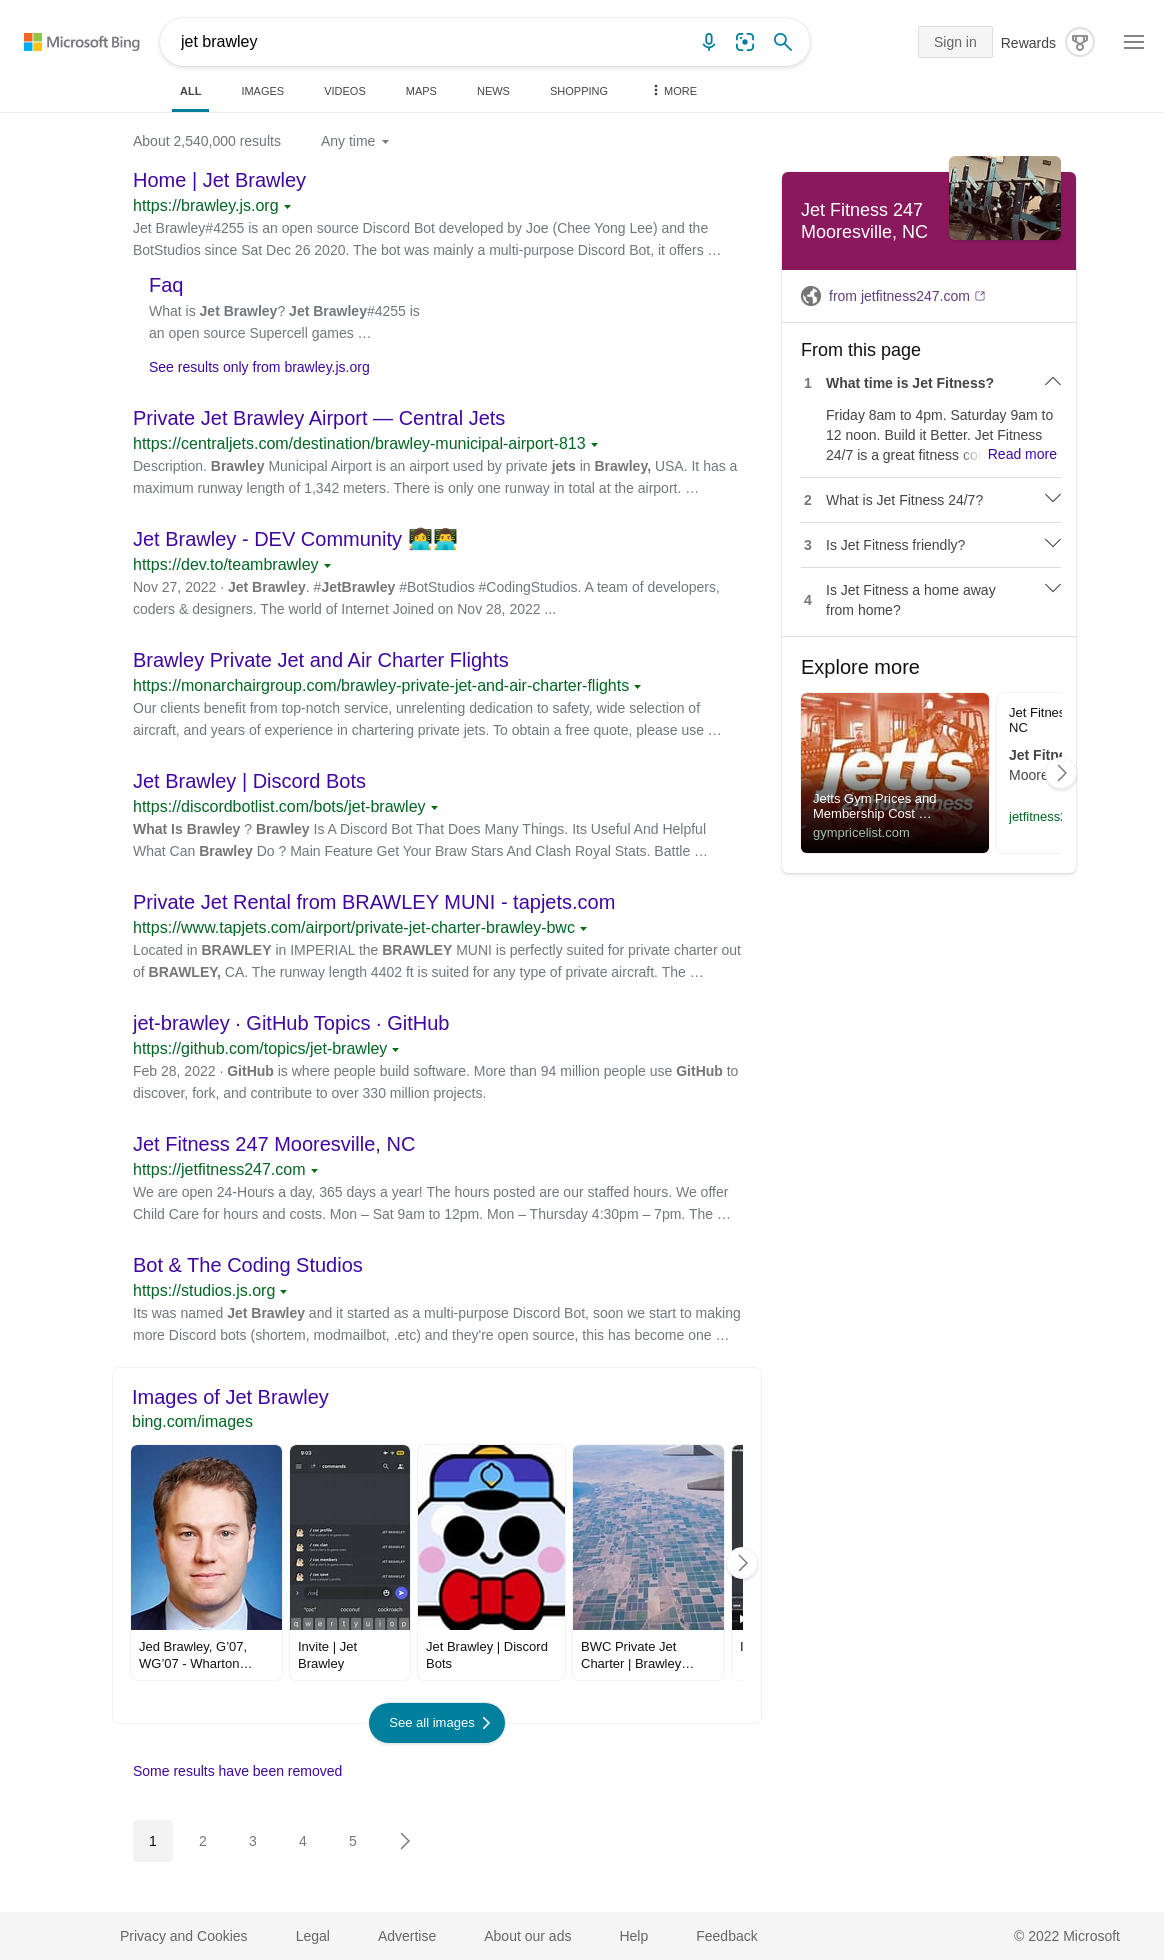 Microsoft Bing
jet brawley
Sign in
Rewards
ALL
IMAGES
VIDEOS
MAPS
NEWS
SHOPPING
MORE
About 2,540,000 results
Any time
Home | Jet Brawley
https://brawley.js.org
Jet Brawley#4255 is an open source Discord Bot developed by Joe (Chee Yong Lee) and the
BotStudios since Sat Dec 26 2020. The bot was mainly a multi-purpose Discord Bot, it offers …
Faq
What is Jet Brawley? Jet Brawley#4255 is
an open source Supercell games …
See results only from brawley.js.org
Private Jet Brawley Airport — Central Jets
https://centraljets.com/destination/brawley-municipal-airport-813
Description. Brawley Municipal Airport is an airport used by private jets in Brawley, USA. It has a
maximum runway length of 1,342 meters. There is only one runway in total at the airport. …
Jet Brawley - DEV Community 👩‍💻👨‍💻
https://dev.to/teambrawley
Nov 27, 2022 · Jet Brawley. #JetBrawley #BotStudios #CodingStudios. A team of developers,
coders & designers. The world of Internet Joined on Nov 28, 2022 ...
Brawley Private Jet and Air Charter Flights
https://monarchairgroup.com/brawley-private-jet-and-air-charter-flights
Our clients benefit from top-notch service, unrelenting dedication to safety, wide selection of
aircraft, and years of experience in chartering private jets. To obtain a free quote, please use …
Jet Brawley | Discord Bots
https://discordbotlist.com/bots/jet-brawley
What Is Brawley ? Brawley Is A Discord Bot That Does Many Things. Its Useful And Helpful
What Can Brawley Do ? Main Feature Get Your Braw Stars And Clash Royal Stats. Battle …
Private Jet Rental from BRAWLEY MUNI - tapjets.com
https://www.tapjets.com/airport/private-jet-charter-brawley-bwc
Located in BRAWLEY in IMPERIAL the BRAWLEY MUNI is perfectly suited for private charter out
of BRAWLEY, CA. The runway length 4402 ft is suited for any type of private aircraft. The …
jet-brawley · GitHub Topics · GitHub
https://github.com/topics/jet-brawley
Feb 28, 2022 · GitHub is where people build software. More than 94 million people use GitHub to
discover, fork, and contribute to over 330 million projects.
Jet Fitness 247 Mooresville, NC
https://jetfitness247.com
We are open 24-Hours a day, 365 days a year! The hours posted are our staffed hours. We offer
Child Care for hours and costs. Mon – Sat 9am to 12pm. Mon – Thursday 4:30pm – 7pm. The …
Bot & The Coding Studios
https://studios.js.org
Its was named Jet Brawley and it started as a multi-purpose Discord Bot, soon we start to making
more Discord bots (shortem, modmailbot, .etc) and they're open source, this has become one …
Images of Jet Brawley
bing.com/images
9:03
commands
/ coc profile
JET BRAWLEY
/ coc clan
JET BRAWLEY
/ coc members
JET BRAWLEY
/ coc save
JET BRAWLEY
/coc
"coc" coconut cockroach
q w e r t y u i o p
Jed Brawley, G'07,
WG'07 - Wharton…
Invite | Jet
Brawley
Jet Brawley | Discord
Bots
BWC Private Jet
Charter | Brawley…
See all images
Some results have been removed
1 2 3 4 5
Jet Fitness 247
Mooresville, NC
from jetfitness247.com
From this page
1 What time is Jet Fitness?
Friday 8am to 4pm. Saturday 9am to
12 noon. Build it Better. Jet Fitness
24/7 is a great fitness co Read more
2 What is Jet Fitness 24/7?
3 Is Jet Fitness friendly?
4 Is Jet Fitness a home away
from home?
Explore more
jetts
24 hour fitness
Jetts Gym Prices and
Membership Cost …
gympricelist.com
Jet Fitnes
NC
Jet Fitne
Moore
jetfitness
Privacy and Cookies
Legal
Advertise
About our ads
Help
Feedback
© 2022 Microsoft